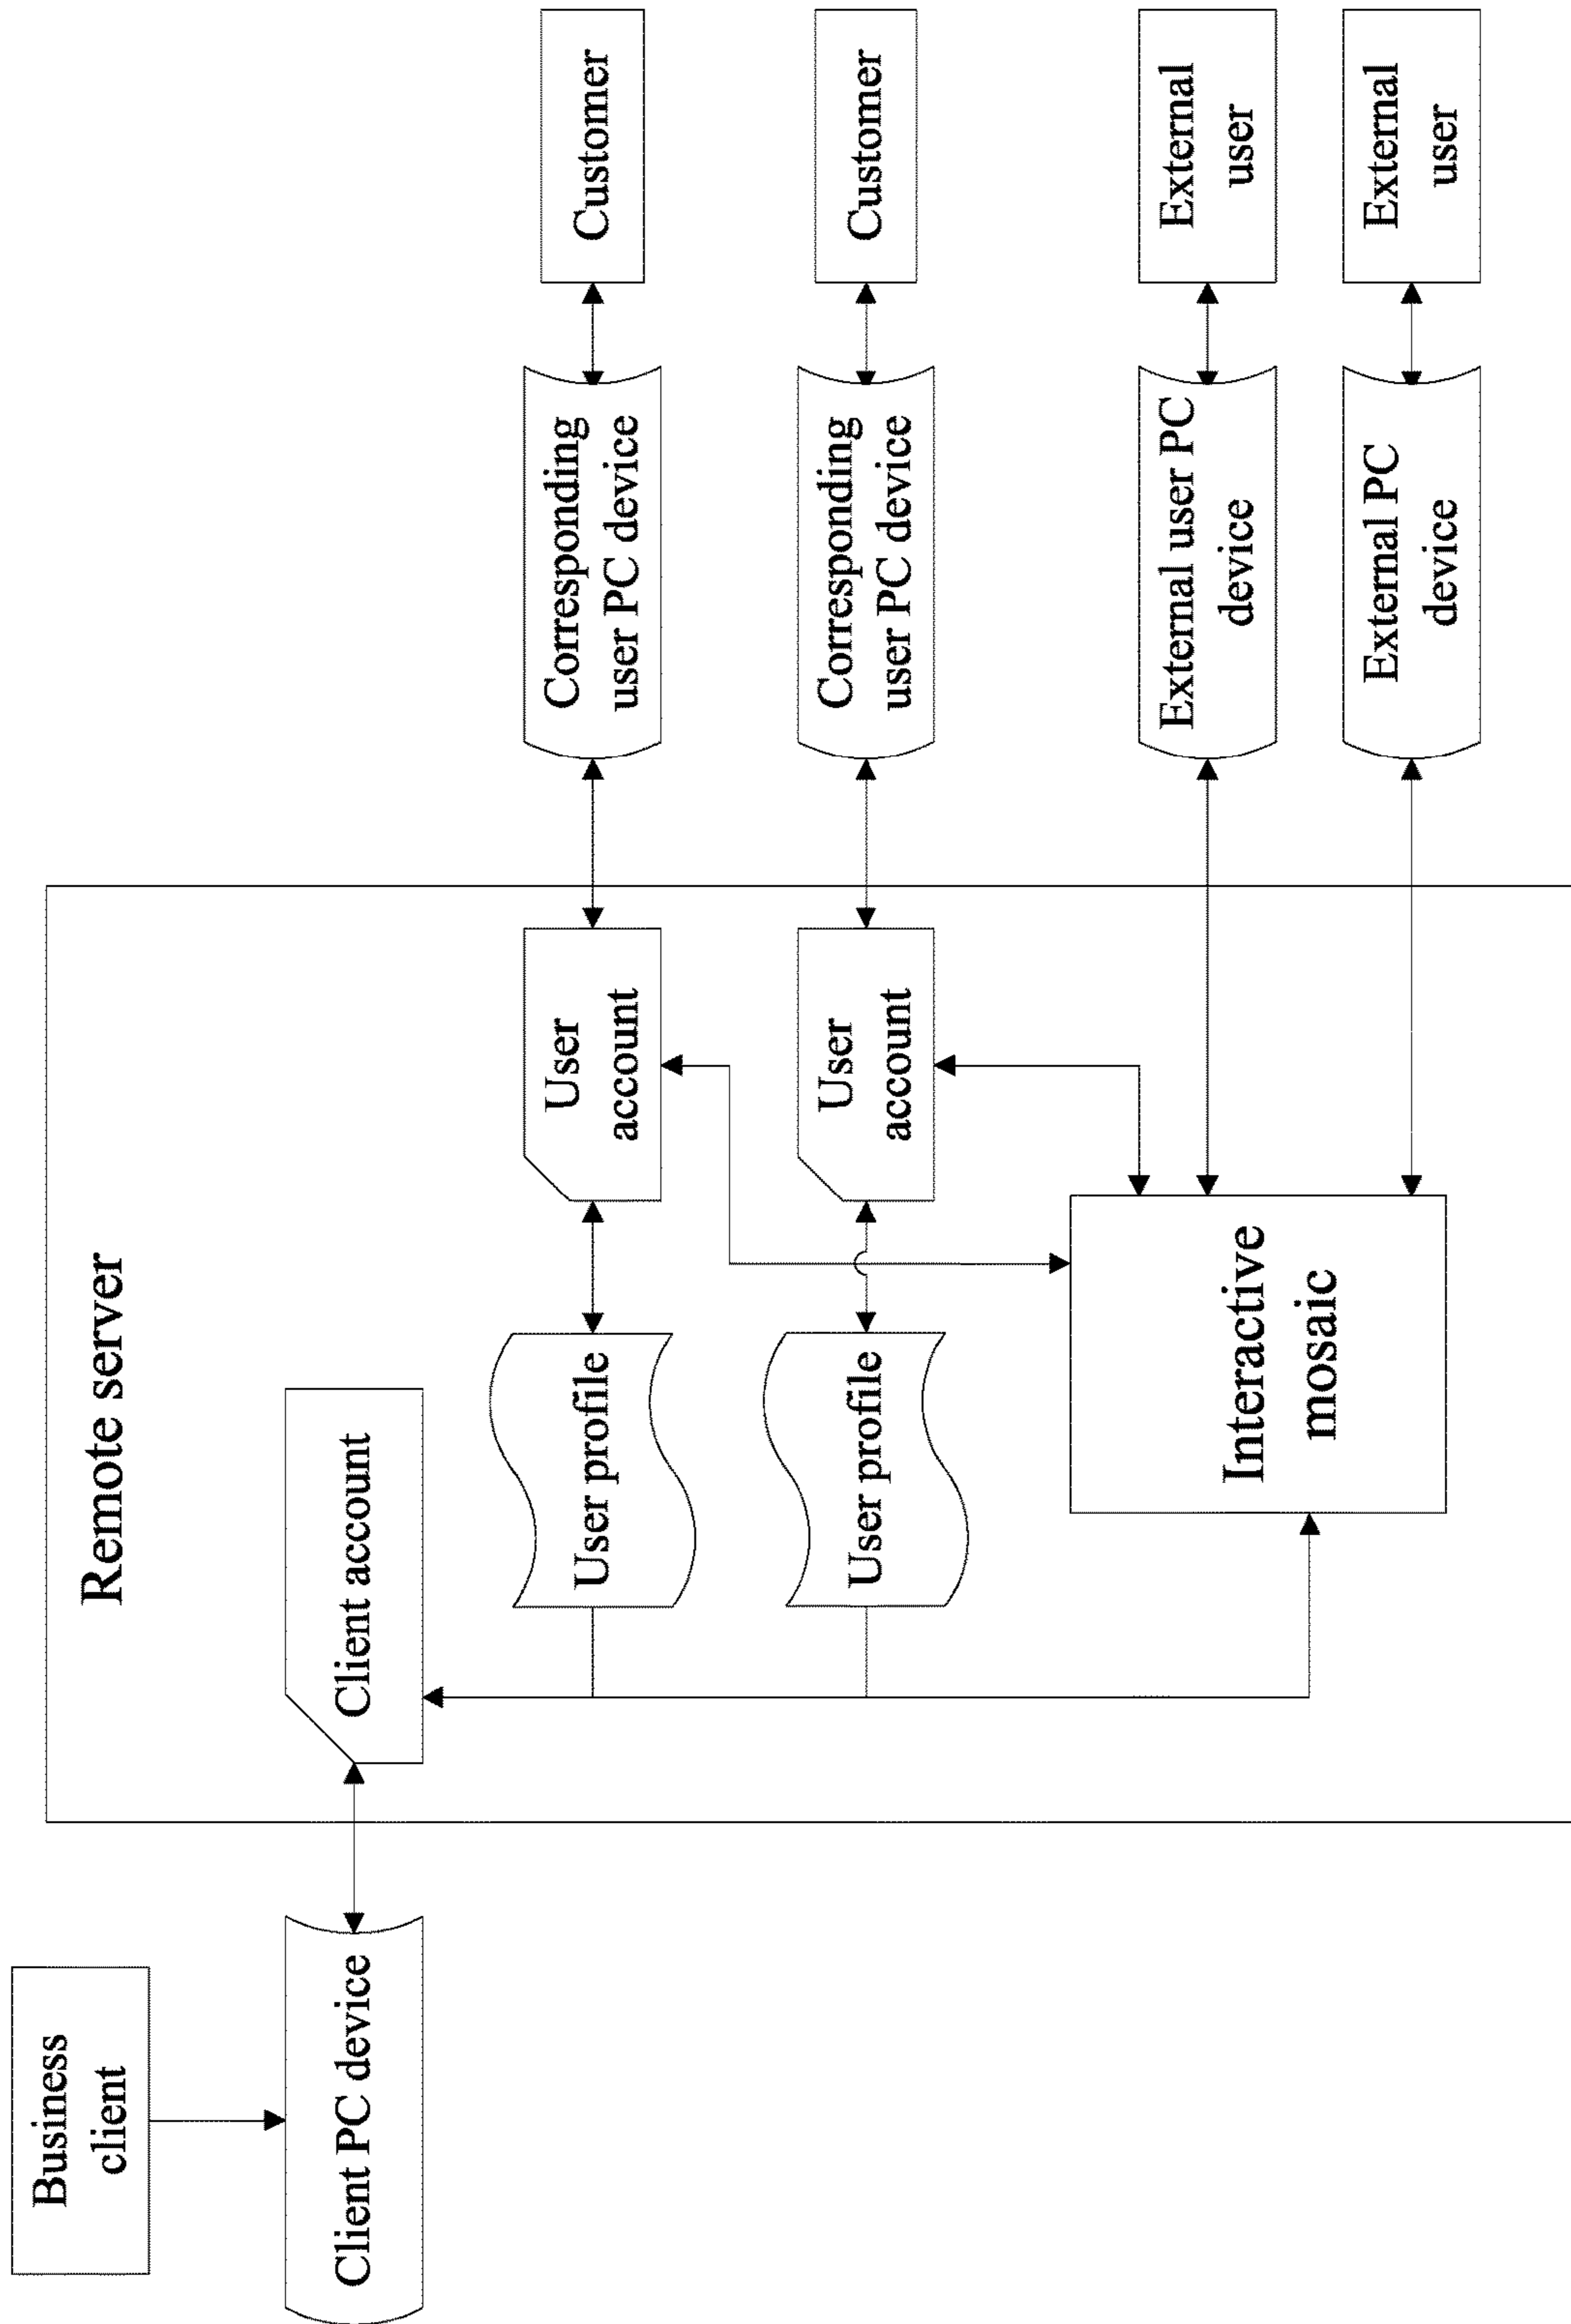 Business
client
Client PC device
Remote server
Client account
User profile
User
account
Corresponding
user PC device
Customer
User profile
User
account
Corresponding
user PC device
Customer
Interactive
mosaic
External user PC
device
External
user
External PC
device
External
user